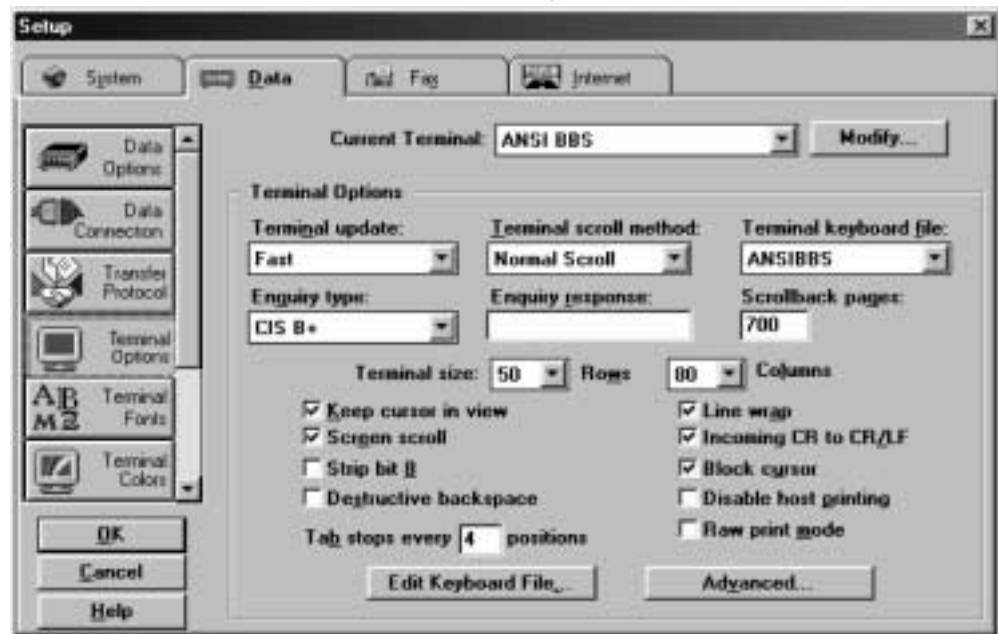 Setup
System Data Fax Internet
Data Options
Data Connection
Transfer Protocol
Terminal Options
Terminal Fonts
Terminal Colors
OK
Cancel
Help
Current Terminal: ANSI BBS Modify...
Terminal Options
Terminal update: Terminal scroll method: Terminal keyboard file:
Fast Normal Scroll ANSIBBS
Enquiry type: Enquiry response: Scrollback pages:
CIS B+ 700
Terminal size: 50 Rows 80 Columns
Keep cursor in view Line wrap
Screen scroll Incoming CR to CR/LF
Strip bit 8 Block cursor
Destructive backspace Disable host printing
Tab stops every 4 positions Raw print mode
Edit Keyboard File... Advanced...